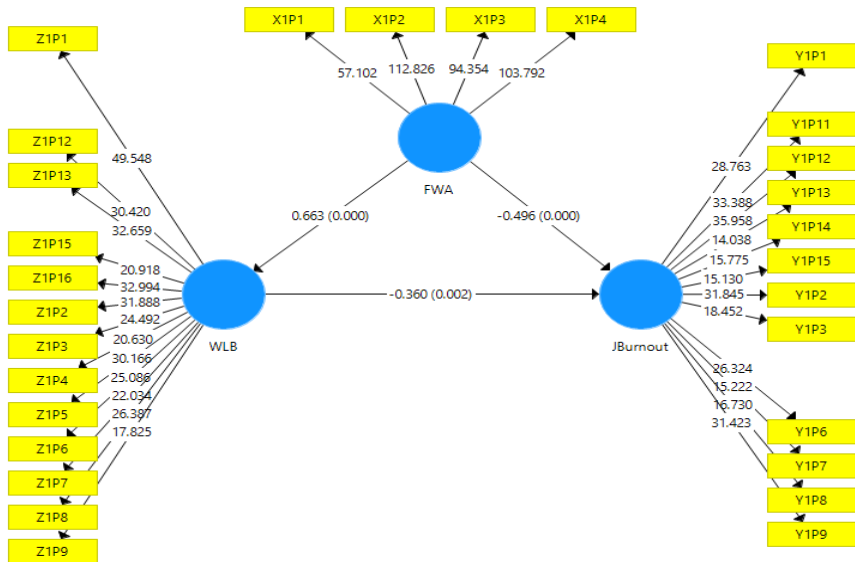 X1P1
X1P2
X1P3
X1P4
57.102
112.826
94.354
103.792
FWA
0.663 (0.000)
-0.496 (0.000)
-0.360 (0.002)
Z1P1
Z1P12
Z1P13
Z1P15
Z1P16
Z1P2
Z1P3
Z1P4
Z1P5
Z1P6
Z1P7
Z1P8
Z1P9
49.548
30.420
32.659
20.918
32.994
31.888
24.492
20.630
30.166
25.086
22.034
26.387
17.825
WLB
JBurnout
28.763
33.388
35.958
14.038
15.775
15.130
31.845
18.452
26.324
15.222
16.730
31.423
Y1P1
Y1P11
Y1P12
Y1P13
Y1P14
Y1P15
Y1P2
Y1P3
Y1P6
Y1P7
Y1P8
Y1P9